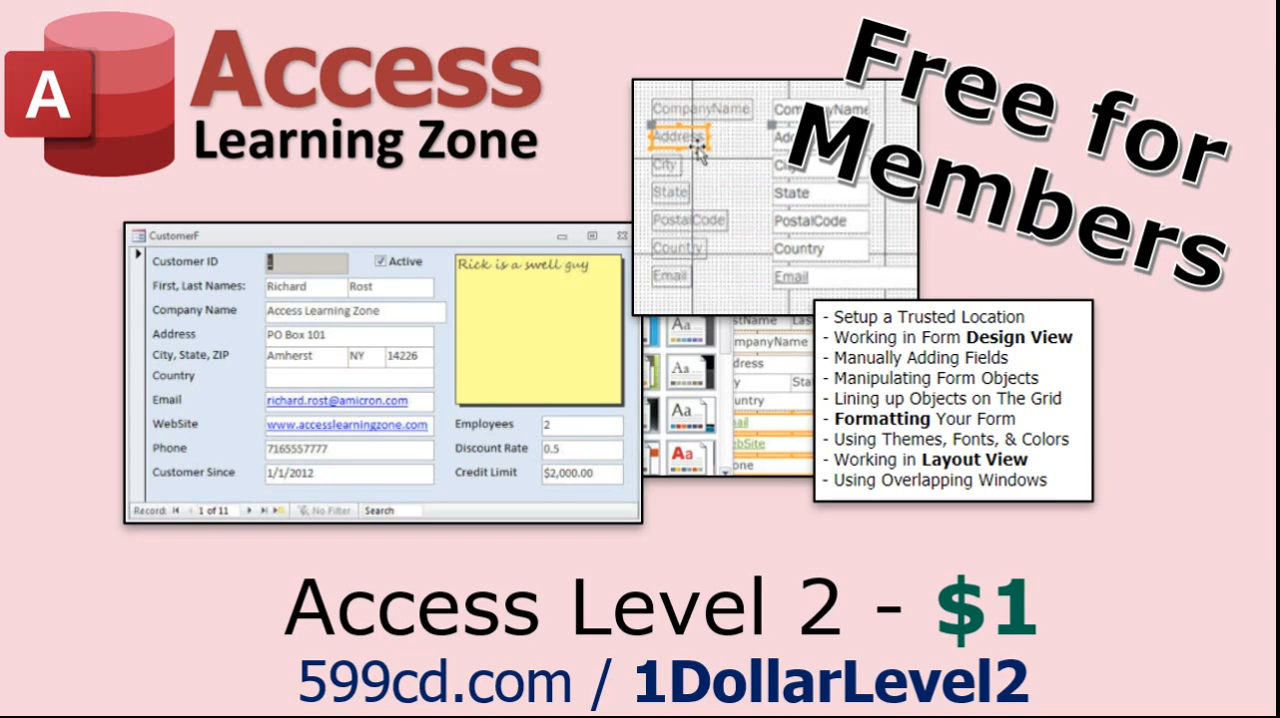 A
Access
Learning Zone
Free for
Members
CompanyName CompanyName
Address
City
State State
PostalCode PostalCode
Country Country
Email Email
CustomerF
Customer ID Active
First, Last Names: Richard Rost
Company Name Access Learning Zone
Address PO Box 101
City, State, ZIP Amherst NY 14226
Country
Email richard.rost@amicron.com
WebSite www.accesslearningzone.com
Phone 7165557777
Customer Since 1/1/2012
Rick is a swell guy
Employees 2
Discount Rate 0.5
Credit Limit $2,000.00
Record: 1 of 11 No Filter Search
Aa
Aa
Aa
Aa
- Setup a Trusted Location
- Working in Form Design View
- Manually Adding Fields
- Manipulating Form Objects
- Lining up Objects on The Grid
- Formatting Your Form
- Using Themes, Fonts, & Colors
- Working in Layout View
- Using Overlapping Windows
Access Level 2 - $1
599cd.com / 1DollarLevel2